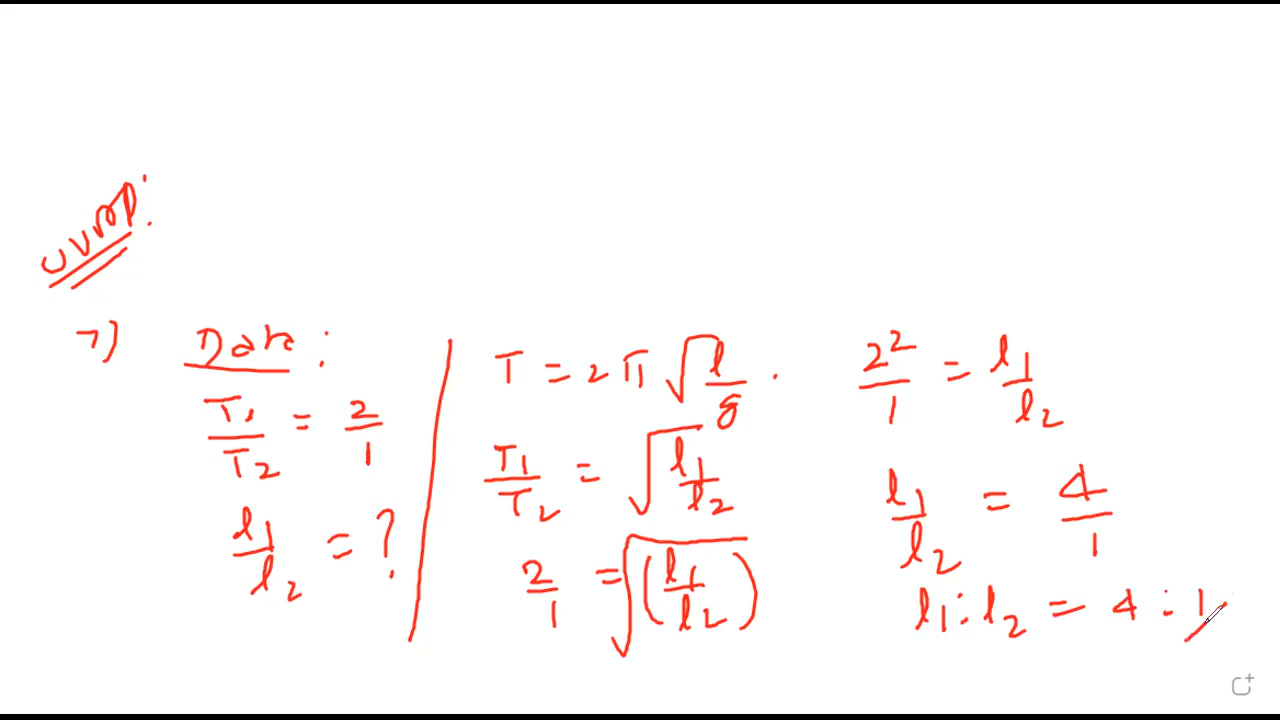 VVIMP:
7) Data:
T₁/T₂ = 2/1
l₁/l₂ = ?
T = 2π √(l/g) .
T₁/T₂ = √(l₁/l₂)
2/1 = √(l₁/l₂)
2²/1 = l₁/l₂
l₁/l₂ = 4/1
l₁ : l₂ = 4 : 1